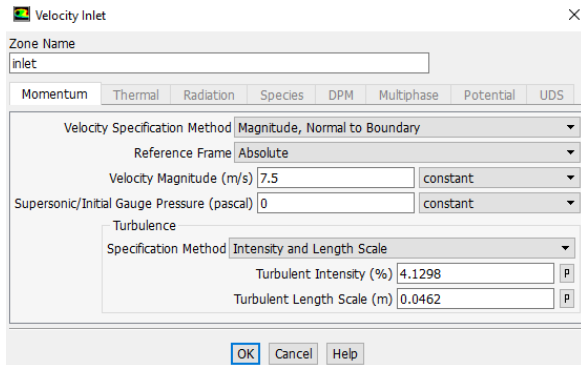 Velocity Inlet
Zone Name
inlet
Momentum Thermal Radiation Species DPM Multiphase Potential UDS
Velocity Specification Method Magnitude, Normal to Boundary
Reference Frame Absolute
Velocity Magnitude (m/s) 7.5 constant
Supersonic/Initial Gauge Pressure (pascal) 0 constant
Turbulence
Specification Method Intensity and Length Scale
Turbulent Intensity (%) 4.1298 P
Turbulent Length Scale (m) 0.0462 P
OK Cancel Help